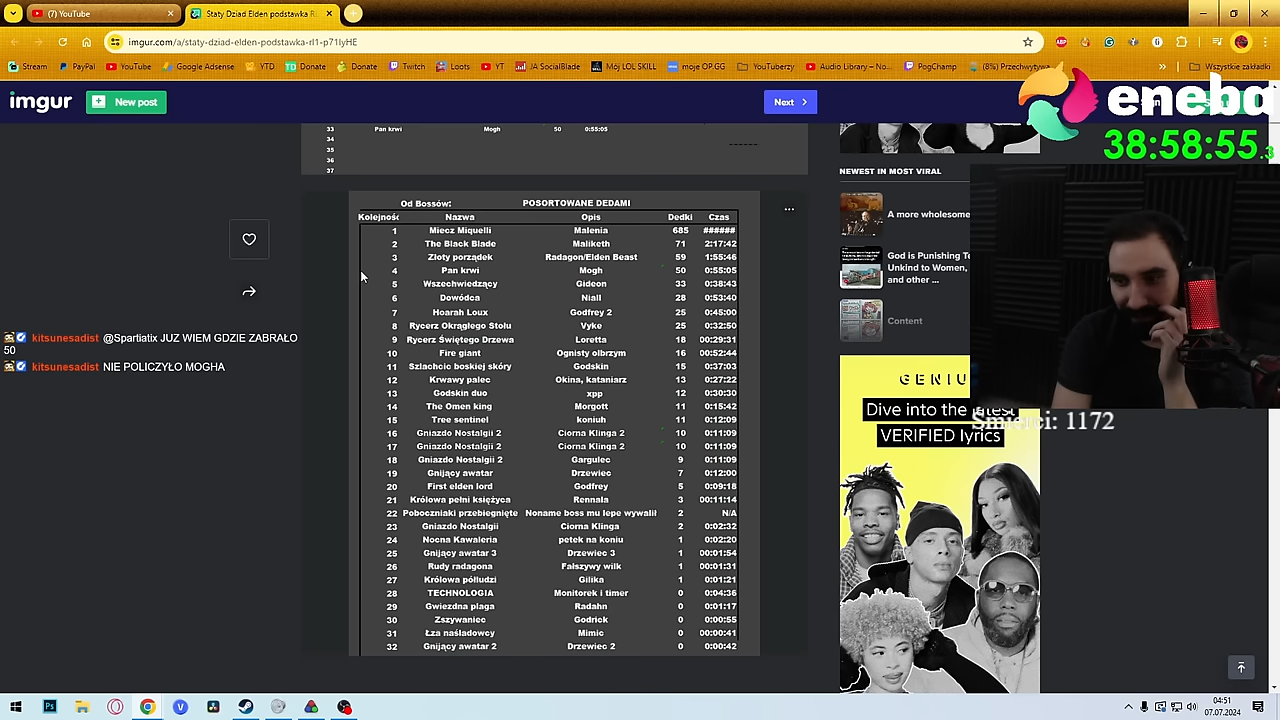 (7) YouTube
Staty Dziad Elden podstawka R
imgur.com/a/staty-dziad-elden-podstawka-rl1-p71IyHE
Stream PayPal YouTube Google Adsense YTD Donate Donate Twitch Loots YT JA SocialBlade Mój LOL SKILL moje OP.GG YouTuberzy Audio Library – No... PogChamp (8%) Przechwytywa Wszystkie zakładki
imgur New post Next
eneba
38:58:55.3
33 Pan krwi Mogh 50 0:55:05
34
35
36
37
NEWEST IN MOST VIRAL
A more wholesome
God is Punishing T
Unkind to Women,
and other ...
Content
Od Bossów: POSORTOWANE DEDAMI
Kolejność Nazwa Opis Dedki Czas
1 Miecz Miquelli Malenia 685 ######
2 The Black Blade Maliketh 71 2:17:42
3 Złoty porządek Radagon/Elden Beast 59 1:55:46
4 Pan krwi Mogh 50 0:55:05
5 Wszechwiedzący Gideon 33 0:38:43
6 Dowódca Niall 28 0:53:40
7 Hoarah Loux Godfrey 2 25 0:45:00
8 Rycerz Okrągłego Stołu Vyke 25 0:32:50
9 Rycerz Świętego Drzewa Loretta 18 00:29:31
10 Fire giant Ognisty olbrzym 16 00:52:44
11 Szlachcic boskiej skóry Godskin 15 0:37:03
12 Krwawy palec Okina, kataniarz 13 0:27:22
13 Godskin duo xpp 12 0:30:30
14 The Omen king Morgott 11 0:15:42
15 Tree sentinel koniuh 11 0:12:09
16 Gniazdo Nostalgii 2 Ciorna Klinga 2 10 0:11:09
17 Gniazdo Nostalgii 2 Ciorna Klinga 2 10 0:11:09
18 Gniazdo Nostalgii 2 Gargulec 9 0:11:09
19 Gnijący awatar Drzewiec 7 0:12:00
20 First elden lord Godfrey 5 0:09:18
21 Królowa pełni księżyca Rennala 3 00:11:14
22 Poboczniaki przebiegnięte Noname boss mu lepe wywalił 2 N/A
23 Gniazdo Nostalgii Ciorna Klinga 2 0:02:32
24 Nocna Kawaleria petek na koniu 1 0:02:20
25 Gnijący awatar 3 Drzewiec 3 1 00:01:54
26 Rudy radagona Fałszywy wilk 1 00:01:31
27 Królowa półludzi Gilika 1 0:01:21
28 TECHNOLOGIA Monitorek i timer 0 0:04:36
29 Gwiezdna plaga Radahn 0 0:01:17
30 Zszywaniec Godrick 0 0:00:55
31 Łza naśladowcy Mimic 0 00:00:41
32 Gnijący awatar 2 Drzewiec 2 0 0:00:42
kitsunesadist @Spartiatix JUZ WIEM GDZIE ZABRAŁO
50
kitsunesadist NIE POLICZYŁO MOGHA
GENIU
Dive into the latest
VERIFIED lyrics
Śmierci: 1172
04:51
07.07.2024